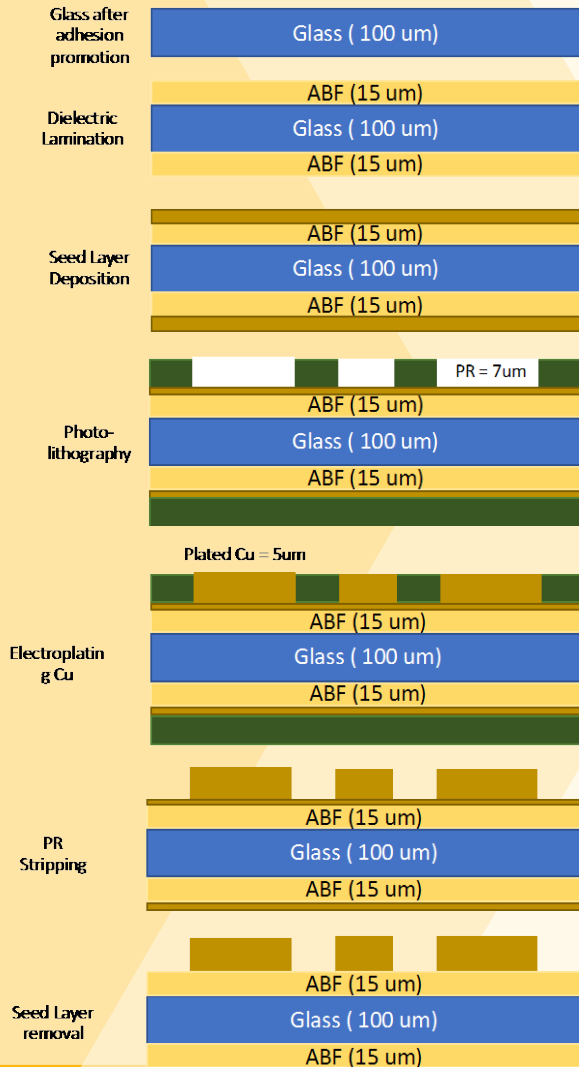 Glass after
adhesion
promotion
Glass ( 100 um)
Dielectric
Lamination
ABF (15 um)
Glass ( 100 um)
ABF (15 um)
Seed Layer
Deposition
ABF (15 um)
Glass ( 100 um)
ABF (15 um)
Photo-
lithography
PR = 7um
ABF (15 um)
Glass ( 100 um)
ABF (15 um)
Plated Cu = 5um
Electroplatin
g Cu
ABF (15 um)
Glass ( 100 um)
ABF (15 um)
PR
Stripping
ABF (15 um)
Glass ( 100 um)
ABF (15 um)
Seed Layer
removal
ABF (15 um)
Glass ( 100 um)
ABF (15 um)